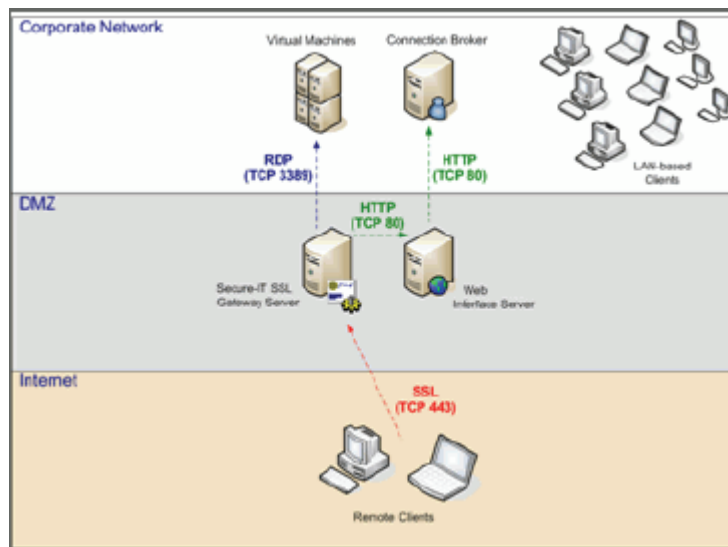 Corporate Network
Virtual Machines
Connection Broker
RDP
(TCP 3389)
HTTP
(TCP 80)
LAN-based
Clients
DMZ
HTTP
(TCP 80)
Secure-IT SSL
Gateway Server
Web
Interface Server
Internet
SSL
(TCP 443)
Remote Clients